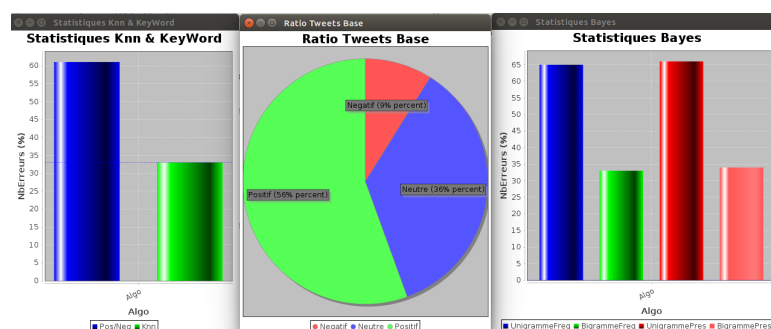 Statistiques Knn & KeyWord
Statistiques Knn & KeyWord
NbErreurs (%)
60
55
50
45
40
35
30
25
20
15
10
5
0
Algo
Algo
Pos/Neg Knn
Ratio Tweets Base
Ratio Tweets Base
Negatif (9% percent)
Neutre (36% percent)
Positif (56% percent)
Negatif Neutre Positif
Statistiques Bayes
Statistiques Bayes
NbErreurs (%)
65
60
55
50
45
40
35
30
25
20
15
10
5
0
Algo
Algo
UnigrammeFreq BigrammeFreq UnigrammePres BigrammePres